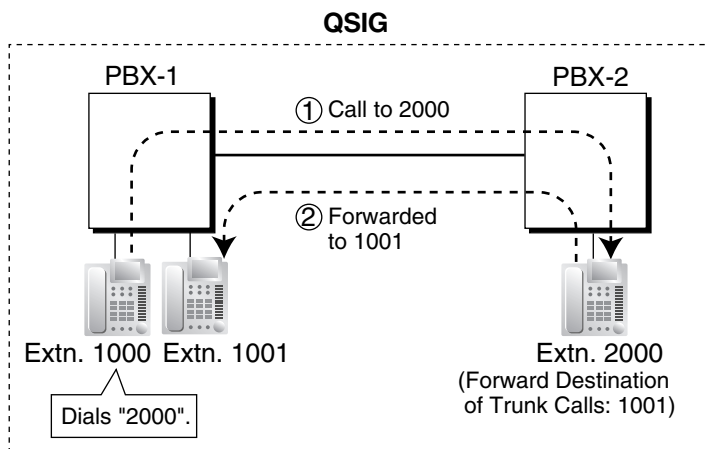 QSIG
PBX-1
PBX-2
① Call to 2000
② Forwarded
to 1001
Extn. 1000
Extn. 1001
Extn. 2000
(Forward Destination
of Trunk Calls: 1001)
Dials "2000".